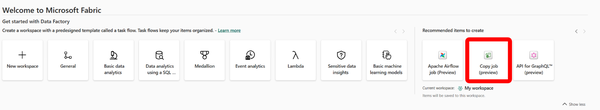 Welcome to Microsoft Fabric
Get started with Data Factory
Create a workspace with a predesigned template called a task flow. Task flows keep your items organized. - Learn more
Recommended items to create
New workspace
General
Basic data
analytics
Data analytics
using a SQL ...
Medallion
Event analytics
Lambda
Sensitive data
insights
Basic machine
learning models
Apache Airflow
job (Preview)
Copy job
(preview)
API for GraphQL™
(preview)
Current workspace: My workspace
Items will be saved to this workspace.
Show less